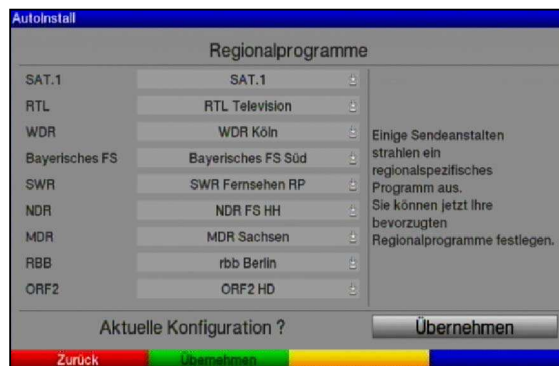 AutoInstall
Regionalprogramme
SAT.1 SAT.1
RTL RTL Television
WDR WDR Köln
Bayerisches FS Bayerisches FS Süd
SWR SWR Fernsehen RP
NDR NDR FS HH
MDR MDR Sachsen
RBB rbb Berlin
ORF2 ORF2 HD
Einige Sendeanstalten
strahlen ein
regionalspezifisches
Programm aus.
Sie können jetzt Ihre
bevorzugten
Regionalprogramme festlegen.
Aktuelle Konfiguration ? Übernehmen
Zurück Übernehmen